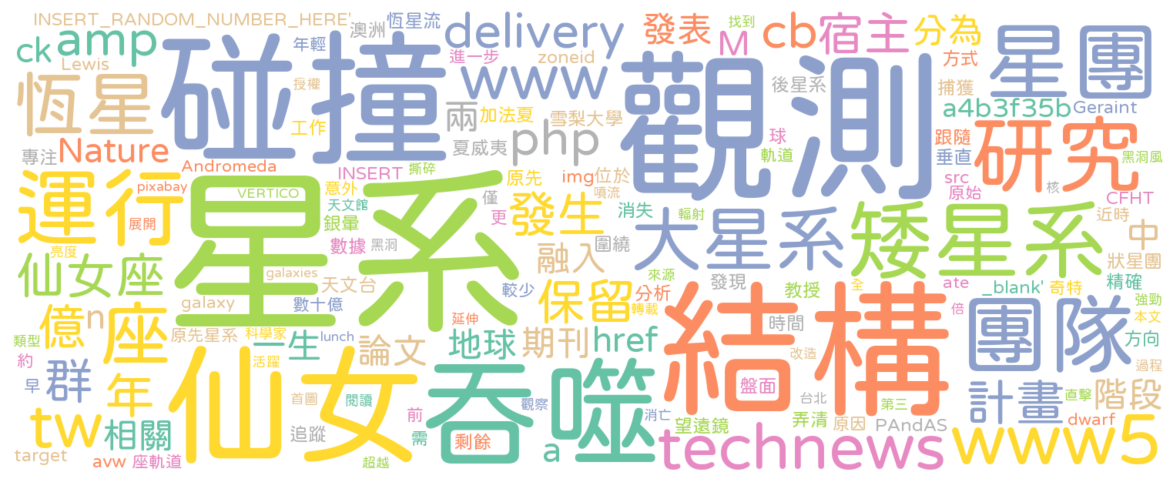 INSERT_RANDOM_NUMBER_HERE'
澳洲
恆星流
delivery
發表
M
cb
宿主
分為
星團
找到
ck
amp
Lewis
年輕
進一步
zoneid
www
碰撞
觀測
後星系
方式
捕獲
恆星
授權
工作
兩
加法夏
雪梨大學
a4b3f35b
Geraint
專注
Nature
夏威夷
php
球
軌道
跟隨
垂直
研究
黑洞風
pixabay
Andromeda
INSERT
撕碎
原先
img
位於
噴流
src
原始
CFHT
核
運行
展開
VERTICO
意外
天文館
銀暈
僅
更
發生
消失
輻射
大星系
矮星系
近時
中
狀星團
星系
數據
黑洞
融入
圍繞
亮度
仙女座
galaxies
天文台
galaxy
數十億
較少
保留
分析
來源
轉載
發現
教授
全
ate
_blank'
奇特
精確
億
n
座
原先星系
科學家
一生
lunch
延伸
論文
地球
期刊
href
結構
時間
倍
強勁
本文
團隊
方向
類型
約
早
群
年
活躍
仙女
首圖
閱讀
觀察
吞噬
消亡
改造
盤面
台北
第三
計畫
直擊
階段
過程
tw
相關
追蹤
前
需
剩餘
望遠鏡
弄清
原因
PAndAS
dwarf
target
avw
座軌道
超越
a
technews
www5